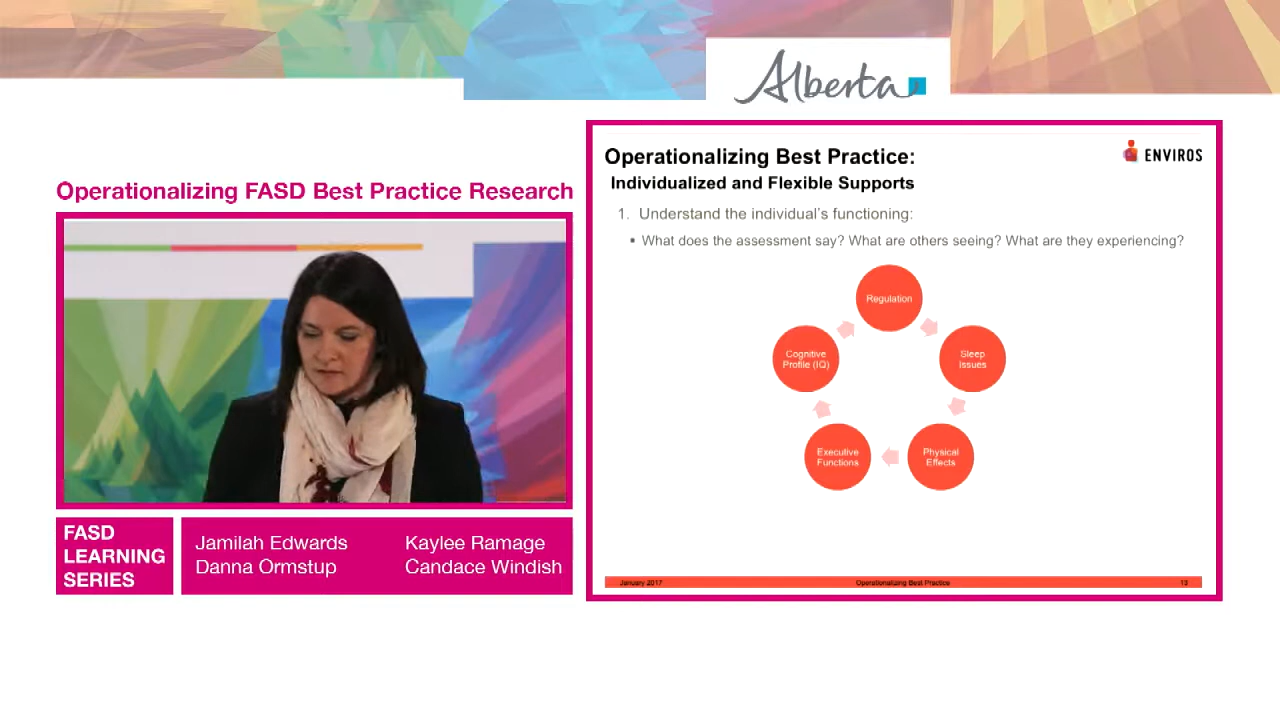 Alberta
Operationalizing FASD Best Practice Research
FASD
LEARNING
SERIES
Jamilah Edwards
Danna Ormstup
Kaylee Ramage
Candace Windish
Operationalizing Best Practice:
ENVIROS
Individualized and Flexible Supports
1. Understand the individual's functioning:
▪ What does the assessment say? What are others seeing? What are they experiencing?
Regulation
Sleep
Issues
Physical
Effects
Executive
Functions
Cognitive
Profile (IQ)
January 2017
Operationalizing Best Practice
13